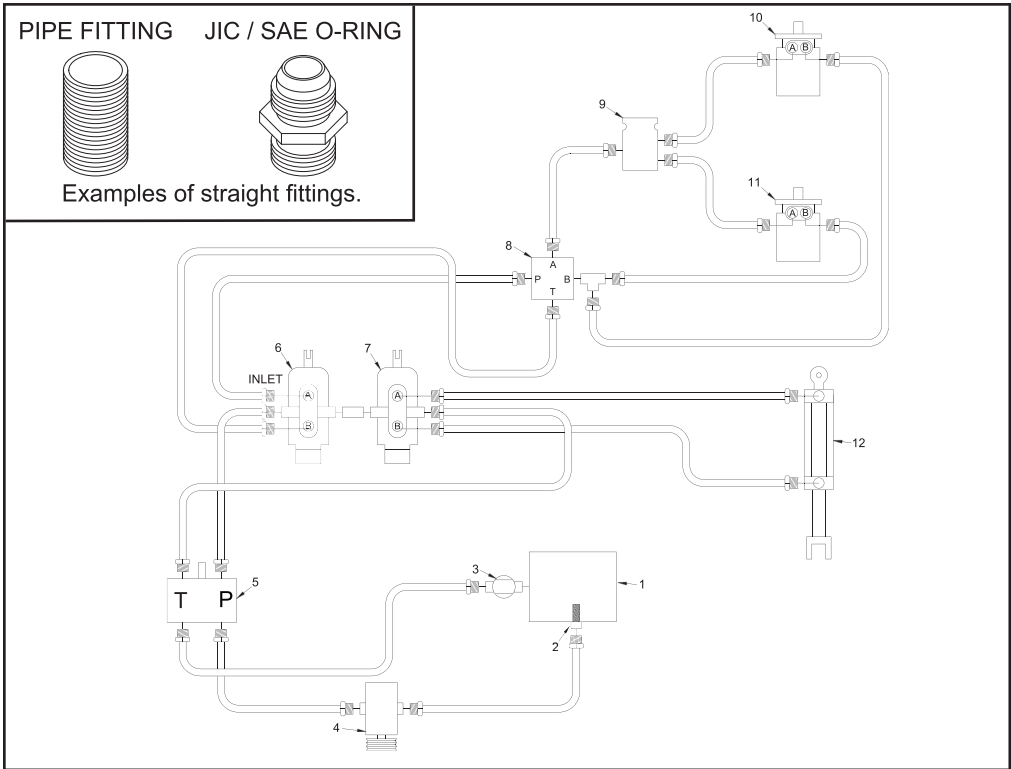 PIPE FITTING
JIC / SAE O-RING
Examples of straight fittings.
10
A B
9
11
A B
8
A
P B
T
6
7
INLET
A
A
B
B
12
3
1
5
T P
2
4